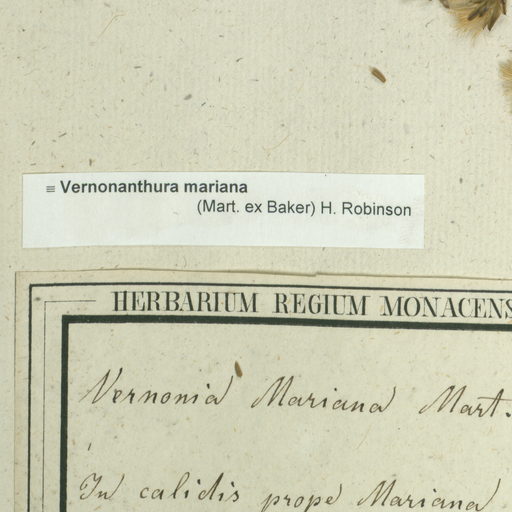 ≡ Vernonanthura mariana
(Mart. ex Baker) H. Robinson
HERBARIUM REGIUM MONACENS
Vernonia Mariana Mart.
In calidis prope Mariana